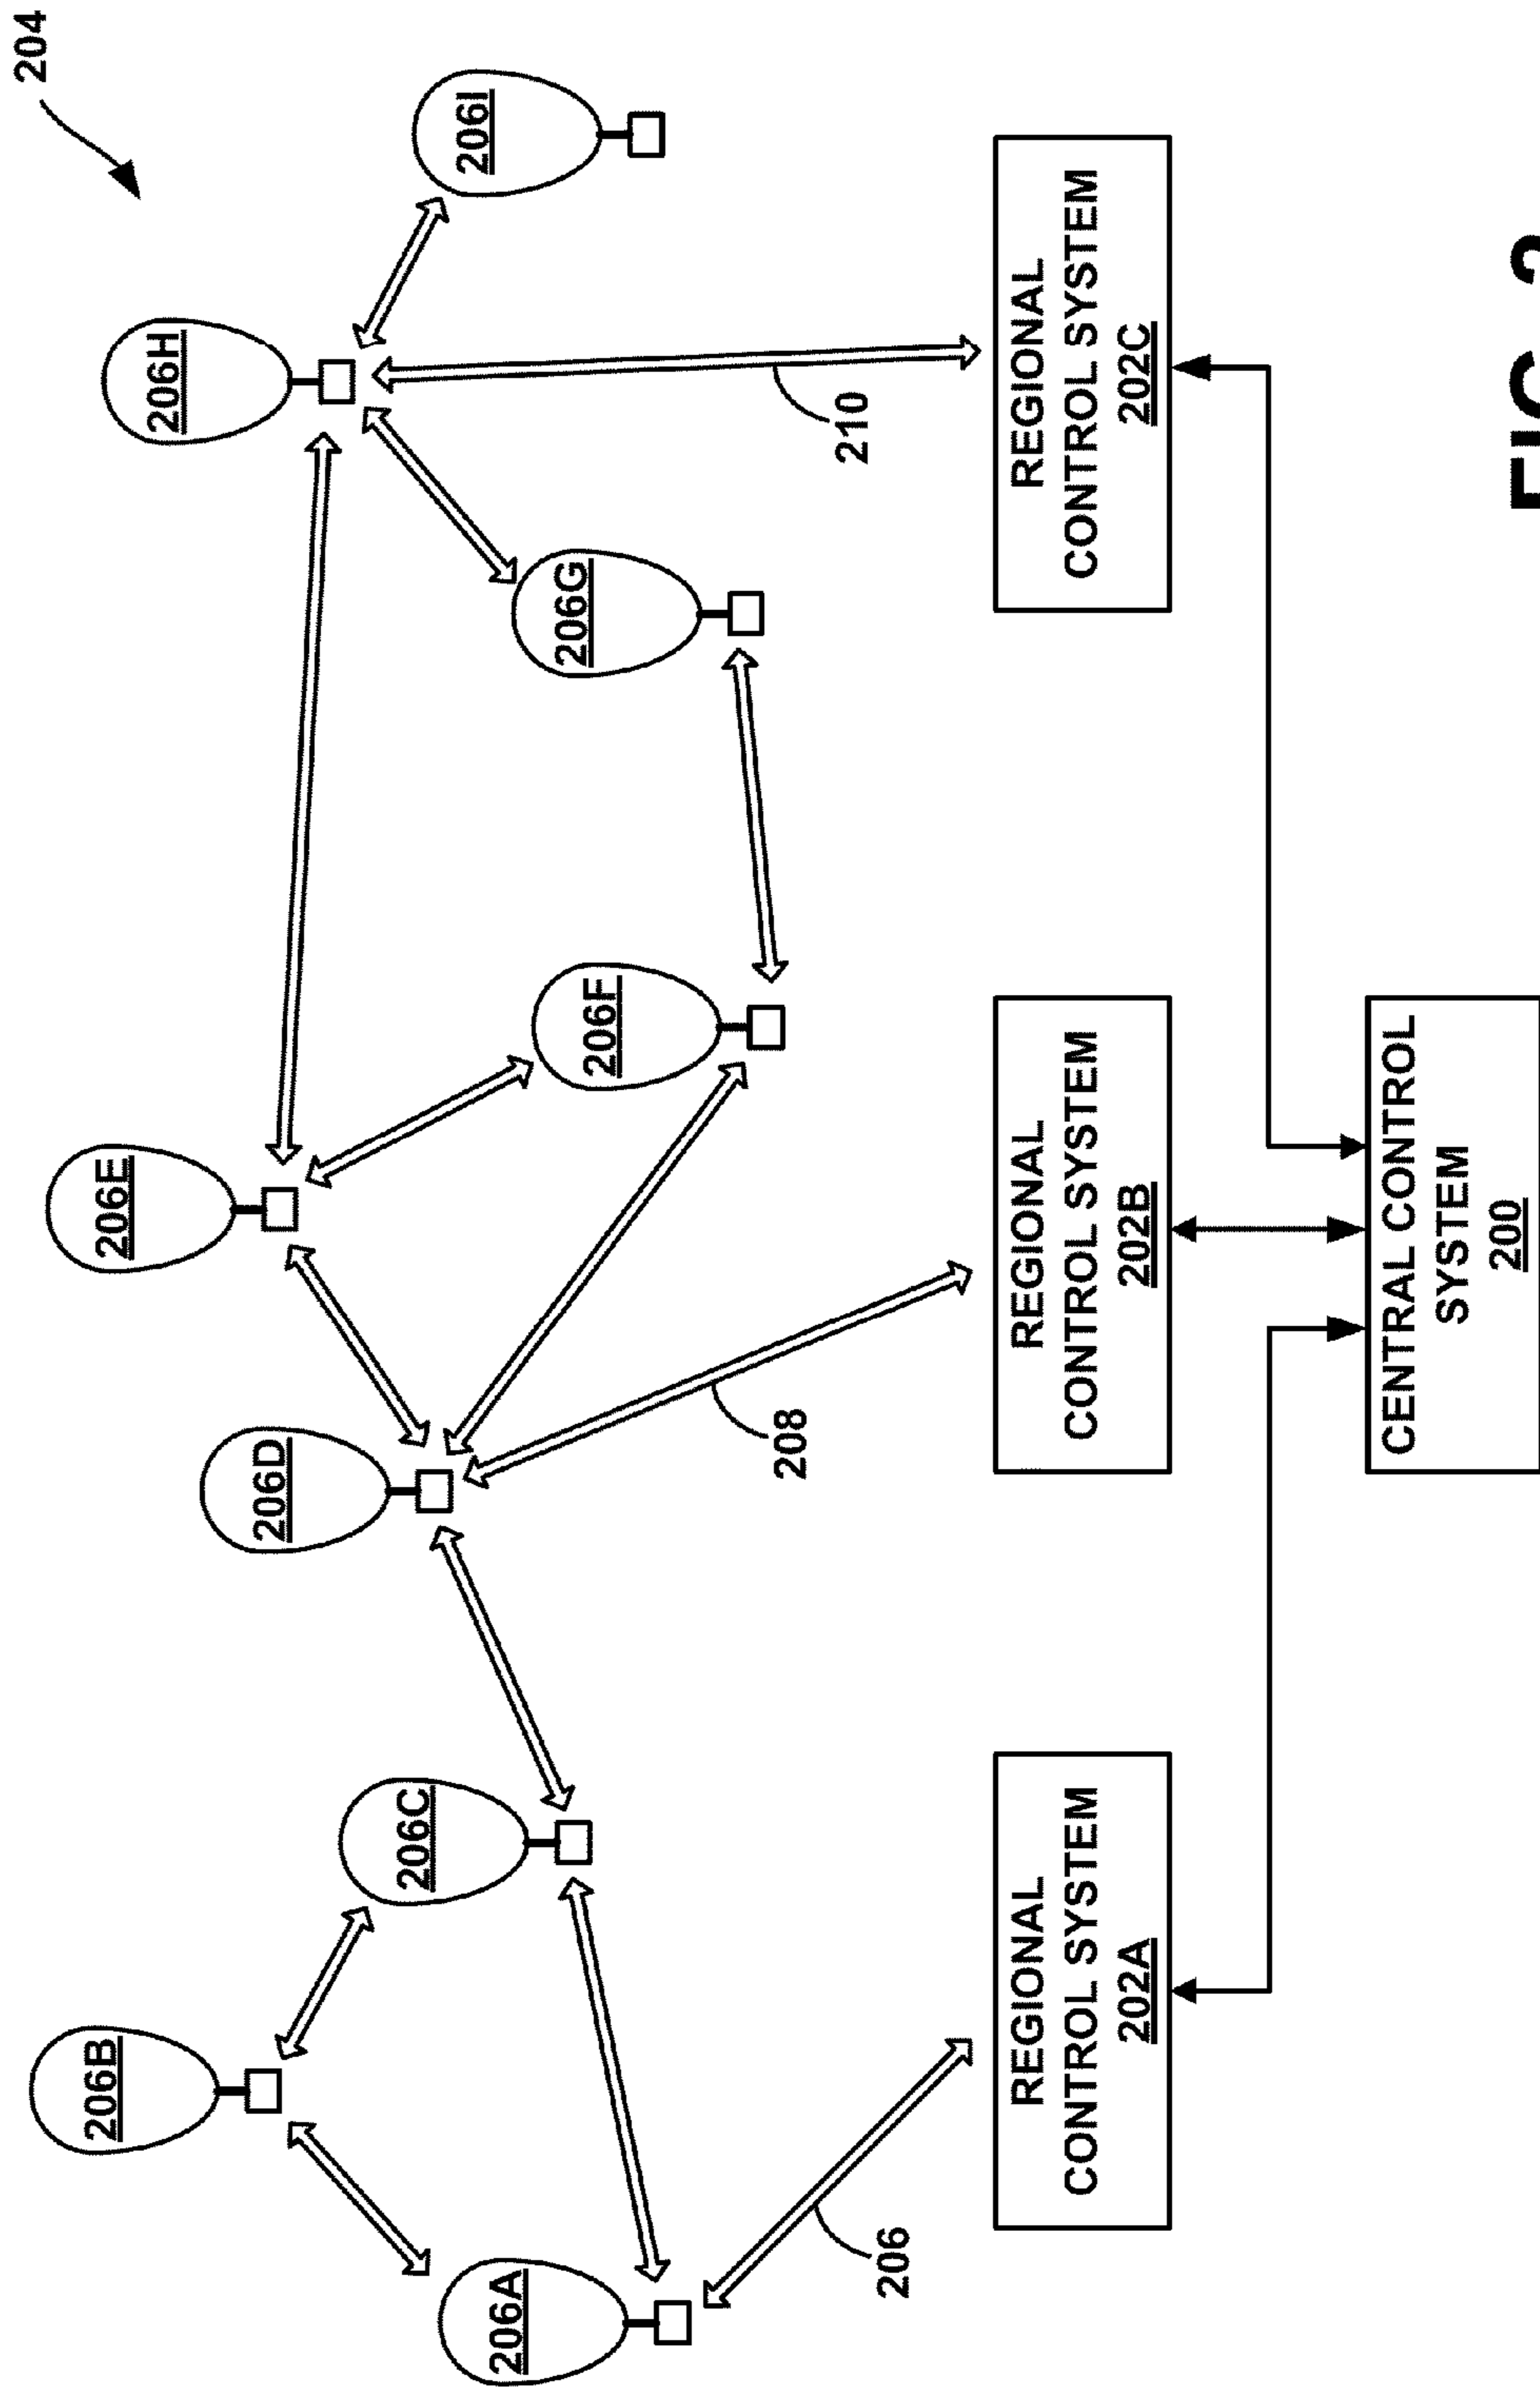 204
206B
206E
206H
206D
206C
206I
206A
206F
206G
206
208
210
REGIONAL
CONTROL SYSTEM
202A
REGIONAL
CONTROL SYSTEM
202B
REGIONAL
CONTROL SYSTEM
202C
CENTRAL CONTROL
SYSTEM
200